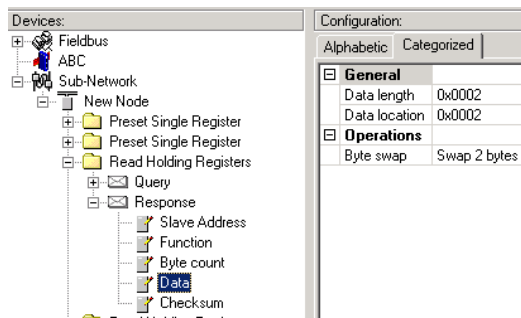 Devices:
Fieldbus
ABC
Sub-Network
New Node
Preset Single Register
Preset Single Register
Read Holding Registers
Query
Response
Slave Address
Function
Byte count
Data
Checksum
Configuration:
Alphabetic Categorized
General
Data length 0x0002
Data location 0x0002
Operations
Byte swap Swap 2 bytes